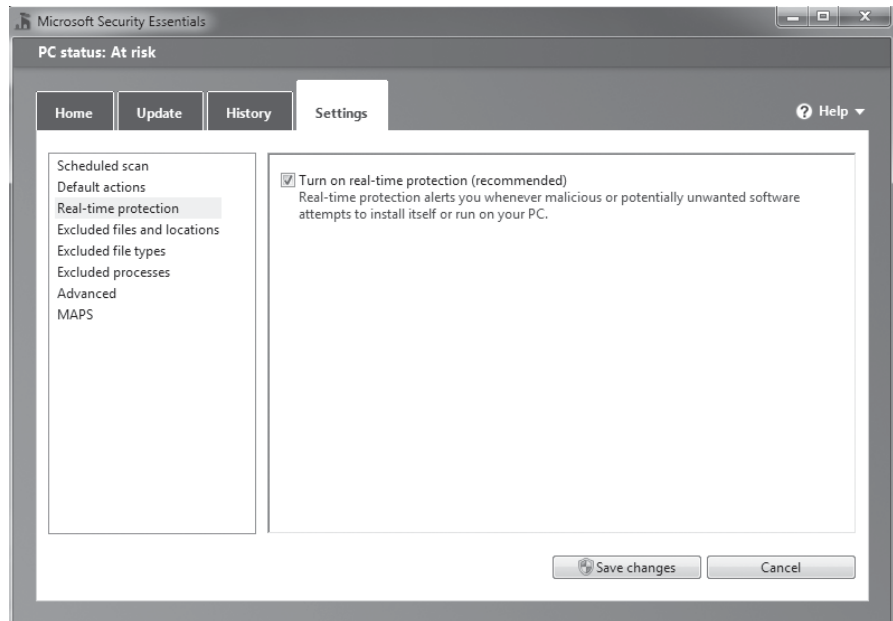 Microsoft Security Essentials
PC status: At risk
Home
Update
History
Settings
Help
Scheduled scan
Default actions
Real-time protection
Excluded files and locations
Excluded file types
Excluded processes
Advanced
MAPS
Turn on real-time protection (recommended)
Real-time protection alerts you whenever malicious or potentially unwanted software
attempts to install itself or run on your PC.
Save changes
Cancel